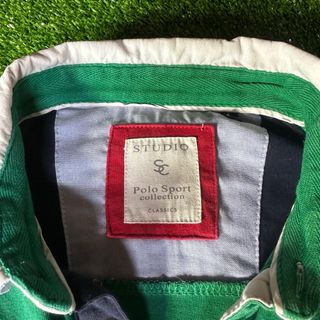 STUDIO
SC
Polo Sport
collection
CLASSICS